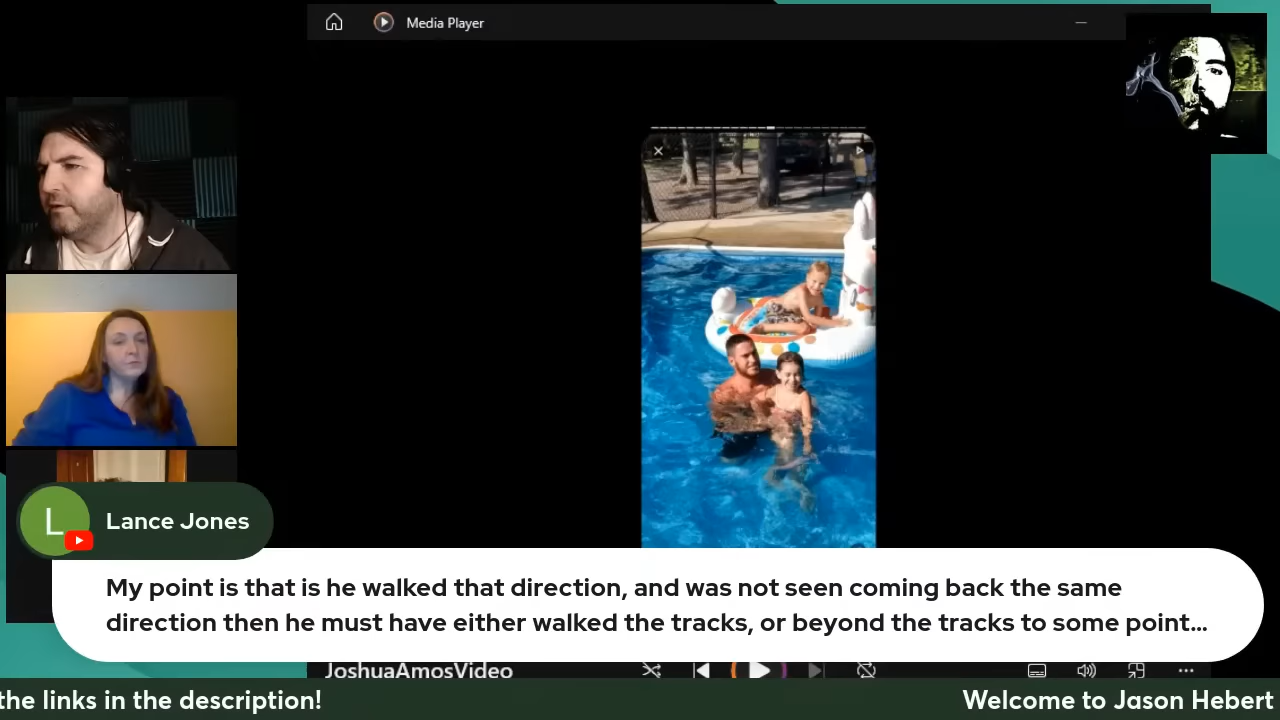 Media Player
L
Lance Jones
My point is that is he walked that direction, and was not seen coming back the same
direction then he must have either walked the tracks, or beyond the tracks to some point...
JoshuaAmosVideo
the links in the description!
Welcome to Jason Hebert